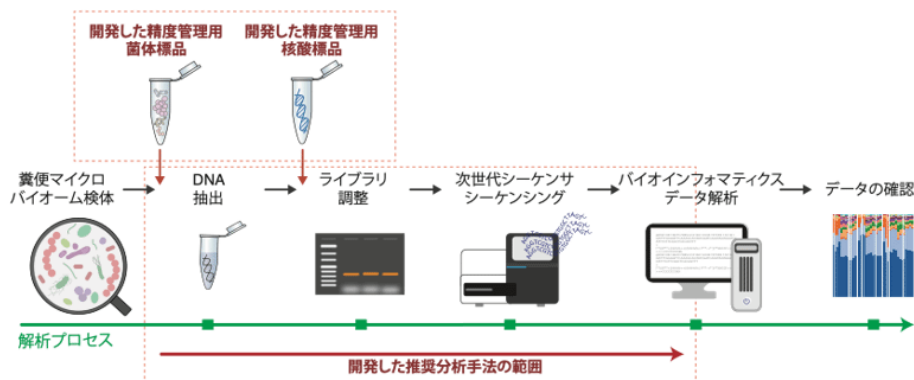 開発した精度管理用
菌体標品
開発した精度管理用
核酸標品
糞便マイクロ
バイオーム検体
DNA
抽出
ライブラリ
調整
次世代シーケンサ
シーケンシング
バイオインフォマティクス
データ解析
データの確認
解析プロセス
開発した推奨分析手法の範囲